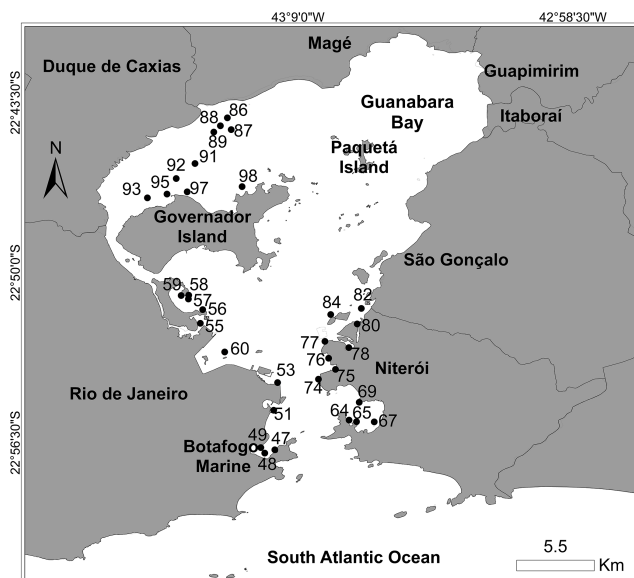 43°9'0"W
42°58'30"W
Magé
Duque de Caxias
Guapimirim
22°43'30"S
Guanabara
Bay
Itaboraí
86
88
87
89
N
Paquetá
Island
91
92
98
93
95
97
Governador
Island
22°50'0"S
São Gonçalo
59
58
57
56
55
82
84
80
77
78
60
76
75
Niterói
53
74
Rio de Janeiro
69
51
64
65
67
22°56'30"S
Botafogo
Marine
49
47
48
5.5
Km
South Atlantic Ocean